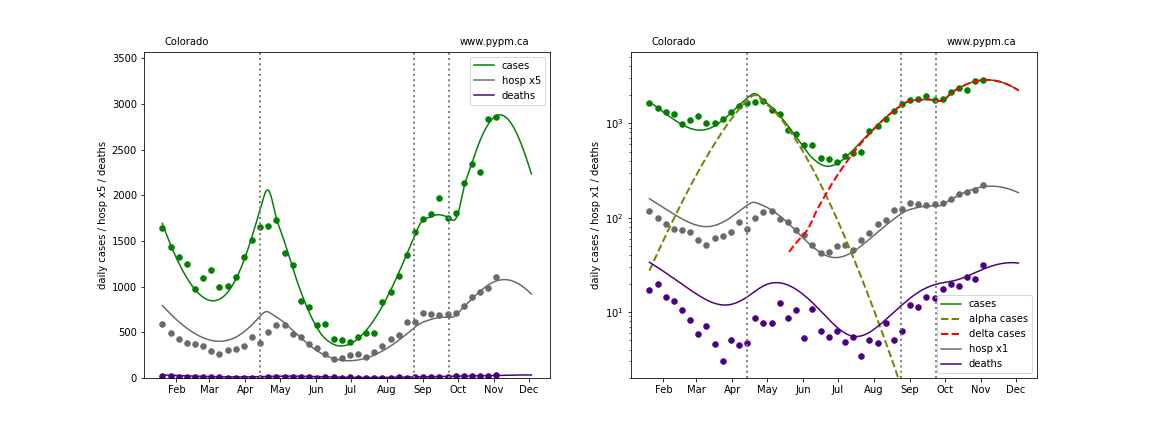 Colorado
www.pypm.ca
daily cases / hosp x5 / deaths
3500
3000
2500
2000
1500
1000
500
0
Feb Mar Apr May Jun Jul Aug Sep Oct Nov Dec
cases
hosp x5
deaths
Colorado
www.pypm.ca
daily cases / hosp x1 / deaths
10³
10²
10¹
Feb Mar Apr May Jun Jul Aug Sep Oct Nov Dec
cases
alpha cases
delta cases
hosp x1
deaths